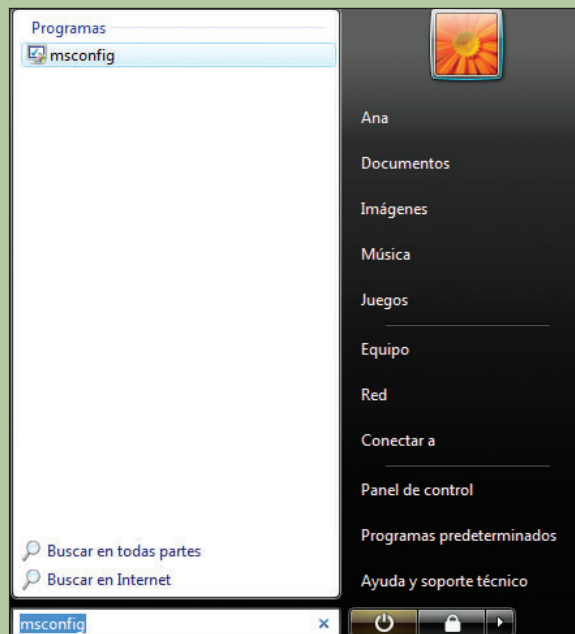 Programas
msconfig
Buscar en todas partes
Buscar en Internet
msconfig
Ana
Documentos
Imágenes
Música
Juegos
Equipo
Red
Conectar a
Panel de control
Programas predeterminados
Ayuda y soporte técnico